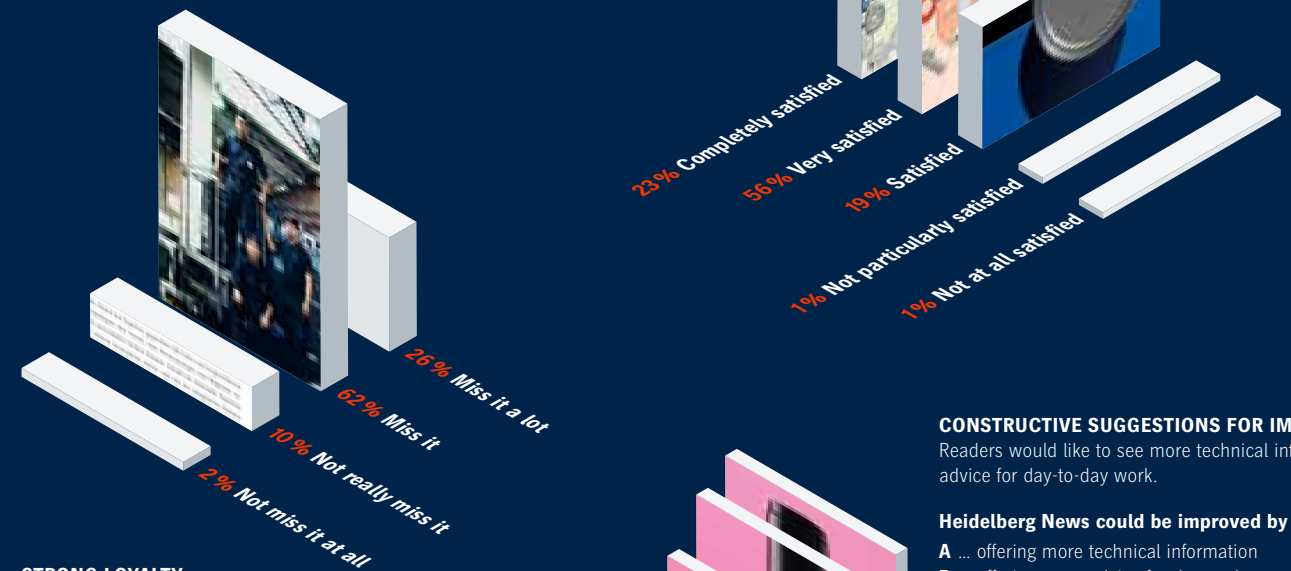 23% Completely satisfied
56% Very satisfied
19% Satisfied
1% Not particularly satisfied
1% Not at all satisfied
26% Miss it a lot
62% Miss it
10% Not really miss it
2% Not miss it at all
STRONG LOYALTY
CONSTRUCTIVE SUGGESTIONS FOR IM
Readers would like to see more technical inf
advice for day-to-day work.
Heidelberg News could be improved by
A ... offering more technical information